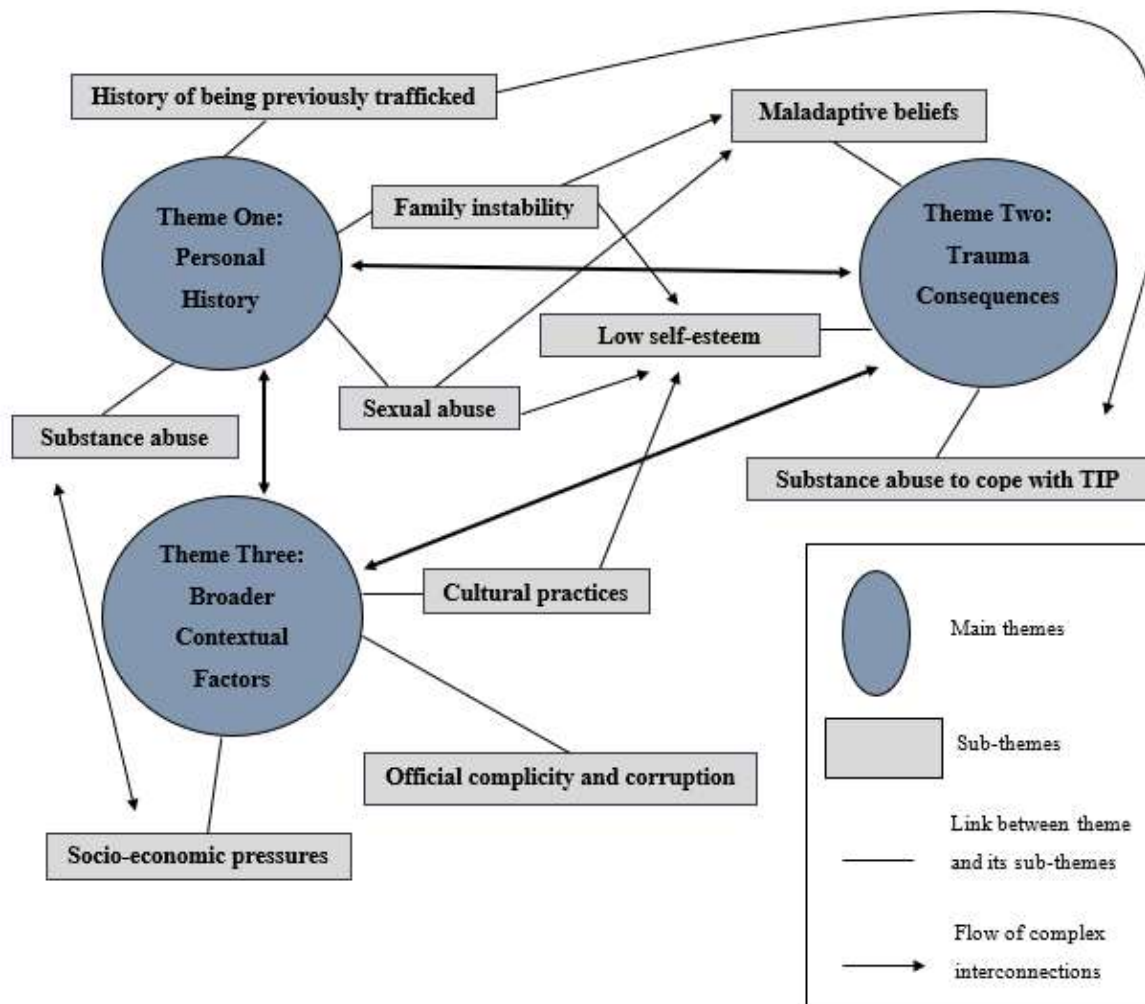 History of being previously trafficked
Maladaptive beliefs
Theme One:
Personal
History
Family instability
Theme Two:
Trauma
Consequences
Low self-esteem
Sexual abuse
Substance abuse
Substance abuse to cope with TIP
Theme Three:
Broader
Contextual
Factors
Cultural practices
Official complicity and corruption
Socio-economic pressures
Main themes
Sub-themes
Link between theme
and its sub-themes
Flow of complex
interconnections